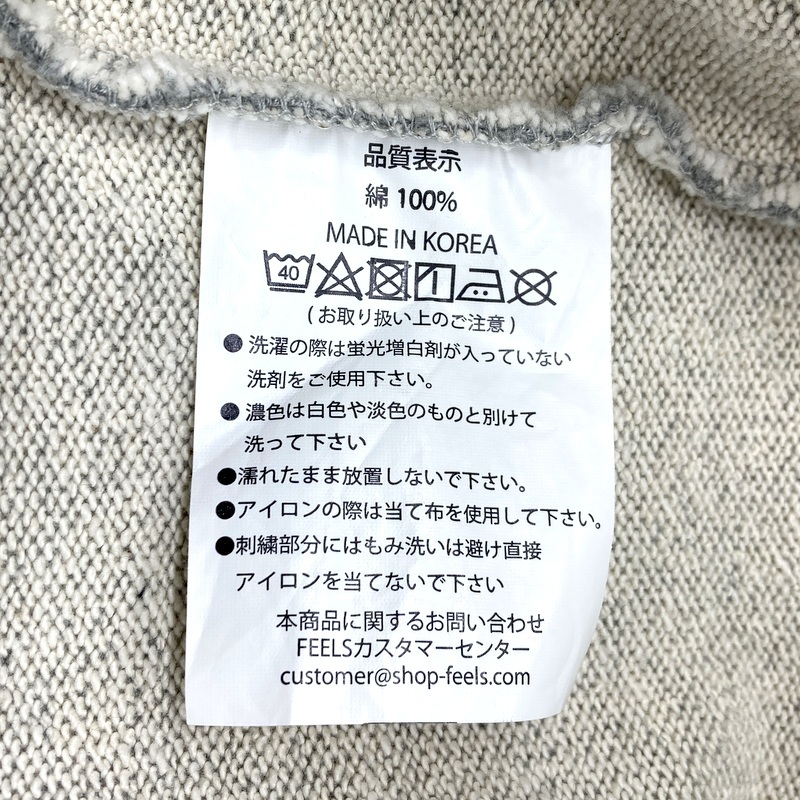 品質表示
綿 100%
MADE IN KOREA
40
(お取り扱い上のご注意)
●洗濯の際は蛍光増白剤が入っていない
洗剤をご使用下さい。
●濃色は白色や淡色のものと別けて
洗って下さい
●濡れたまま放置しないで下さい。
●アイロンの際は当て布を使用して下さい。
●刺繍部分にはもみ洗いは避け直接
アイロンを当てないで下さい
本商品に関するお問い合わせ
FEELSカスタマーセンター
customer@shop-feels.com